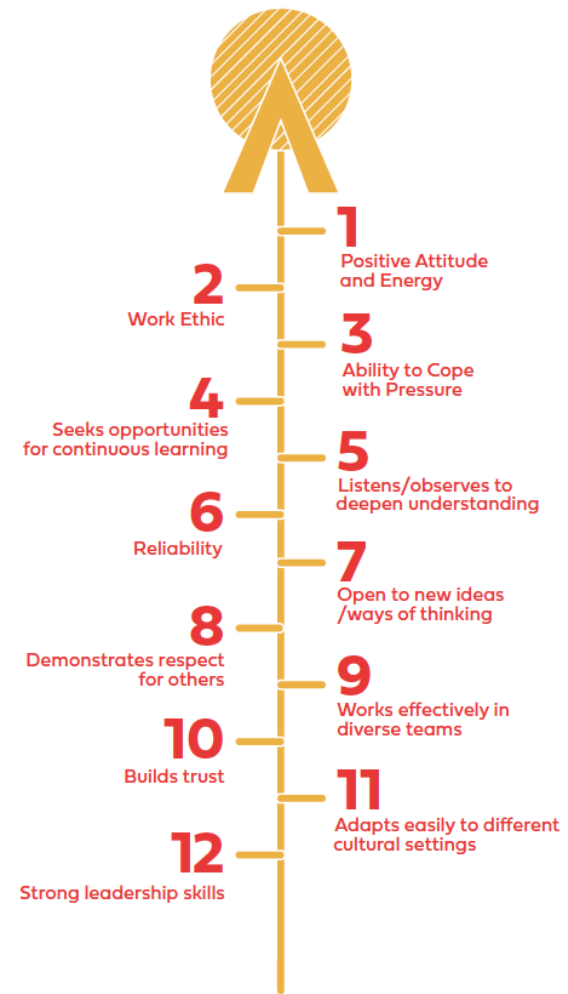 1
Positive Attitude
and Energy
2
Work Ethic
3
Ability to Cope
with Pressure
4
Seeks opportunities
for continuous learning
5
Listens/observes to
deepen understanding
6
Reliability
7
Open to new ideas
/ways of thinking
8
Demonstrates respect
for others
9
Works effectively in
diverse teams
10
Builds trust
11
Adapts easily to different
cultural settings
12
Strong leadership skills